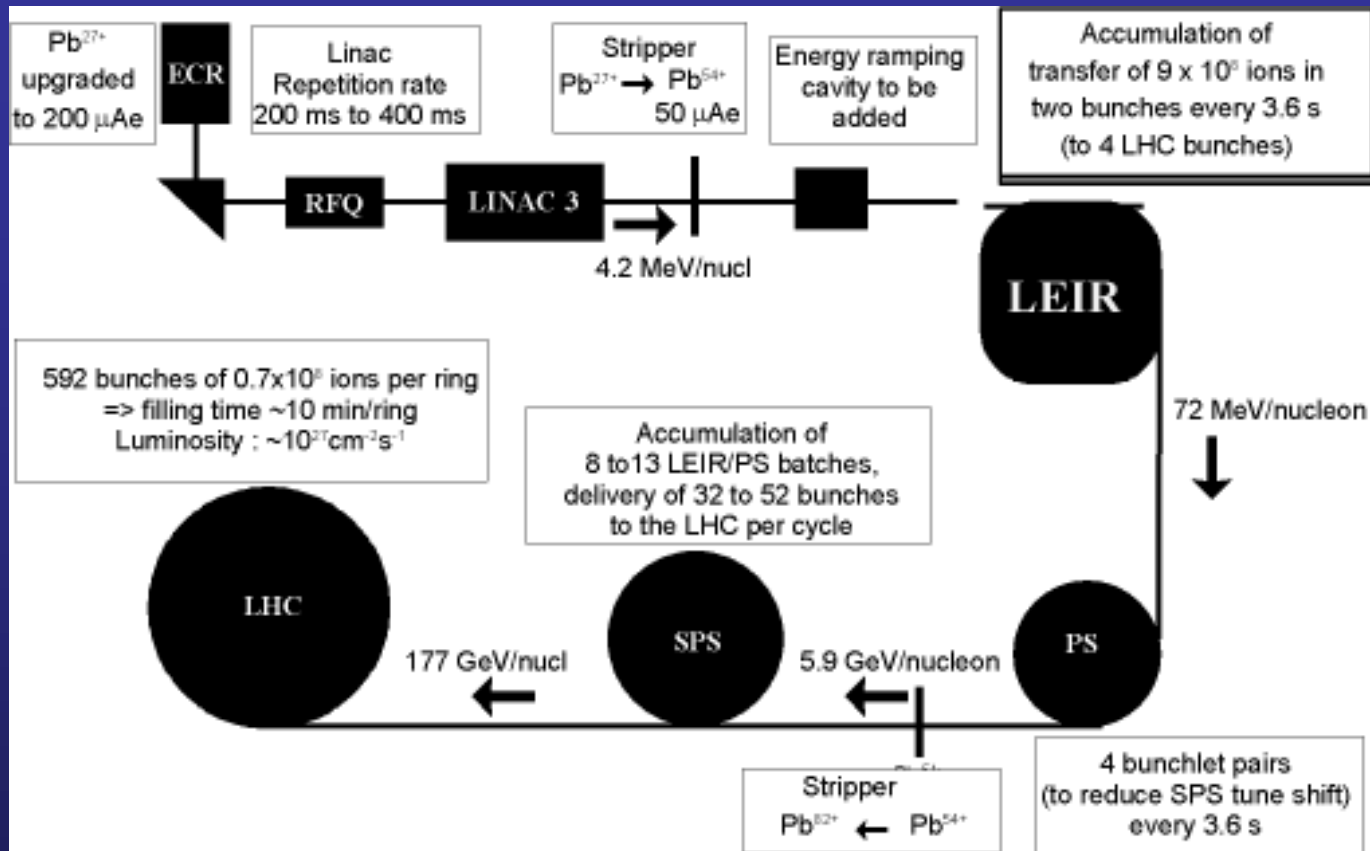 Pb²⁷⁺
upgraded
to 200 μAe
ECR
Linac
Repetition rate
200 ms to 400 ms
Stripper
Pb²⁷⁺ → Pb⁵⁴⁺
50 μAe
Energy ramping
cavity to be
added
Accumulation of
transfer of 9 x 10⁸ ions in
two bunches every 3.6 s
(to 4 LHC bunches)
RFQ
LINAC 3
4.2 MeV/nucl
LEIR
72 MeV/nucleon
592 bunches of 0.7x10⁸ ions per ring
=> filling time ~10 min/ring
Luminosity : ~10²⁷cm⁻²s⁻¹
Accumulation of
8 to13 LEIR/PS batches,
delivery of 32 to 52 bunches
to the LHC per cycle
LHC
SPS
PS
177 GeV/nucl
5.9 GeV/nucleon
Stripper
Pb⁸²⁺ ← Pb⁵⁴⁺
4 bunchlet pairs
(to reduce SPS tune shift)
every 3.6 s